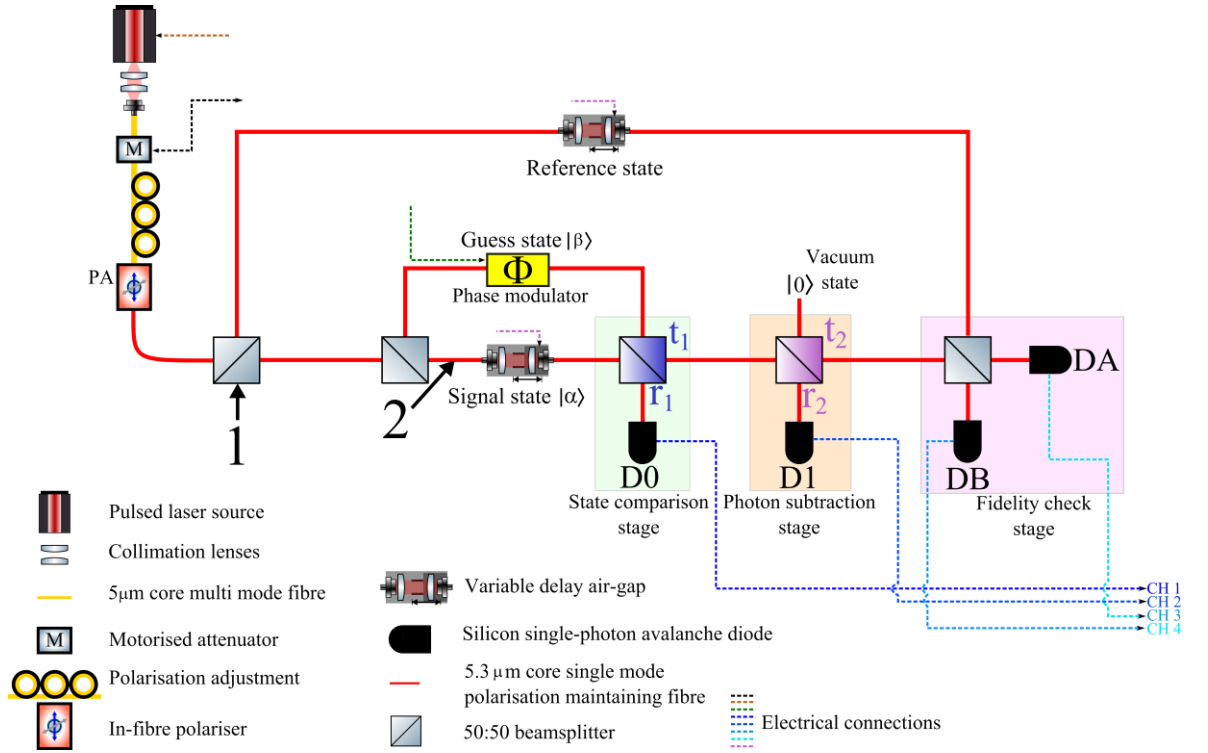 M
Reference state
Guess state |β⟩
Φ
Phase modulator
PA
Vacuum
state
|0⟩
t1
t2
Signal state |α⟩
r1
r2
DA
1
2
D0
D1
DB
State comparison
stage
Photon subtraction
stage
Fidelity check
stage
CH 1
CH 2
CH 3
CH 4
Pulsed laser source
Collimation lenses
5μm core multi mode fibre
M
Motorised attenuator
Polarisation adjustment
In-fibre polariser
Variable delay air-gap
Silicon single-photon avalanche diode
5.3 μm core single mode
polarisation maintaining fibre
50:50 beamsplitter
Electrical connections